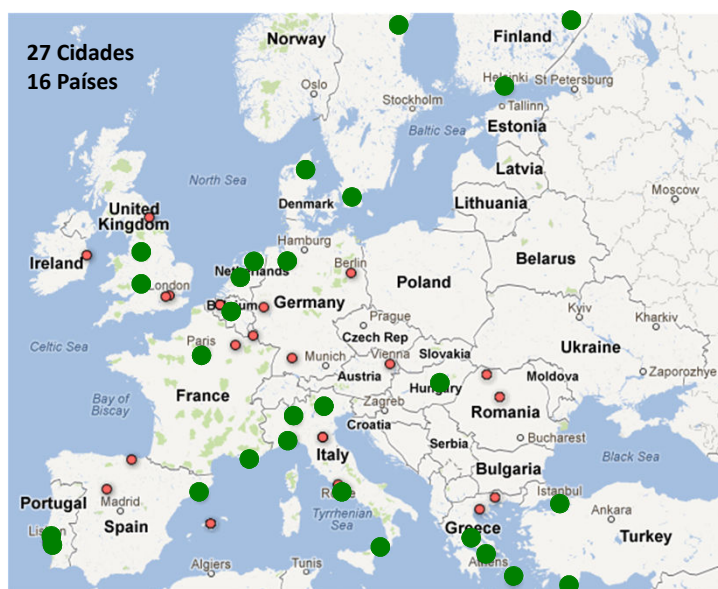 27 Cidades
16 Países
Norway
Finland
Oslo
Helsinki
St Petersburg
Stockholm
Tallinn
Estonia
Baltic Sea
North Sea
Latvia
Moscow
Denmark
Lithuania
United
Kingdom
Hamburg
Belarus
Ireland
Netherlands
Berlin
Poland
London
Belgium
Germany
Kyiv
Kharkiv
Celtic Sea
Paris
Prague
Czech Rep
Ukraine
Munich
Vienna
Slovakia
Zaporozhye
Austria
Hungary
Moldova
Bay of
Biscay
France
Zagreb
Croatia
Romania
Serbia
Bucharest
Italy
Black Sea
Bulgaria
Portugal
Madrid
Rome
Istanbul
Lisbon
Spain
Tyrrhenian
Sea
Greece
Ankara
Turkey
Athens
Algiers
Tunis